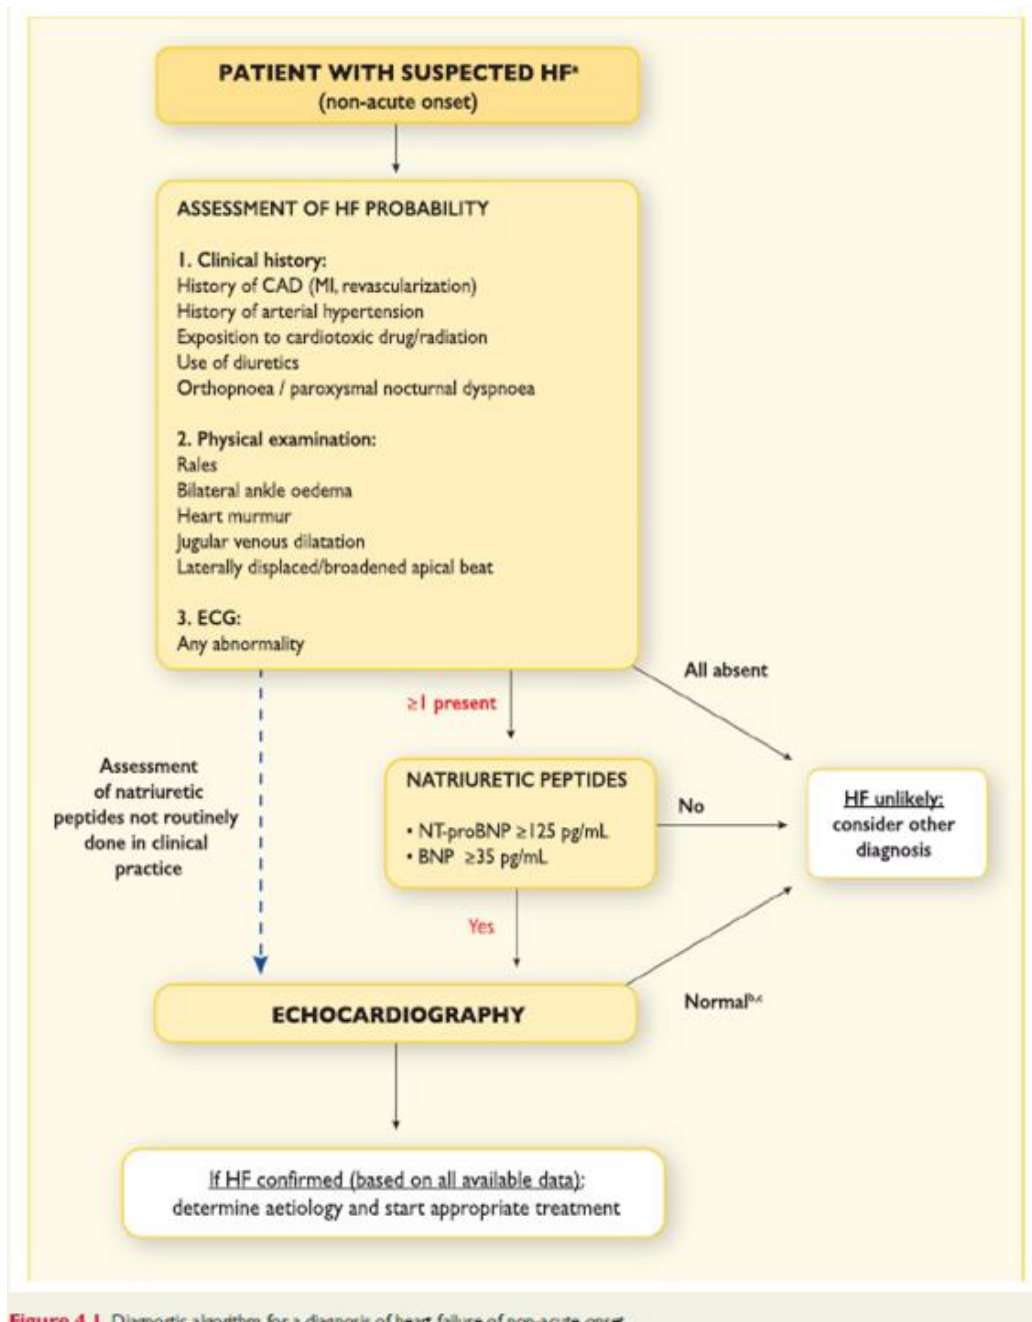 PATIENT WITH SUSPECTED HFᵃ
(non-acute onset)
ASSESSMENT OF HF PROBABILITY
1. Clinical history:
History of CAD (MI, revascularization)
History of arterial hypertension
Exposition to cardiotoxic drug/radiation
Use of diuretics
Orthopnoea / paroxysmal nocturnal dyspnoea
2. Physical examination:
Rales
Bilateral ankle oedema
Heart murmur
Jugular venous dilatation
Laterally displaced/broadened apical beat
3. ECG:
Any abnormality
All absent
≥1 present
Assessment
of natriuretic
peptides not routinely
done in clinical
practice
NATRIURETIC PEPTIDES
• NT-proBNP ≥125 pg/mL
• BNP ≥35 pg/mL
No
HF unlikely:
consider other
diagnosis
Yes
Normalᵇ,ᶜ
ECHOCARDIOGRAPHY
If HF confirmed (based on all available data):
determine aetiology and start appropriate treatment
Figure 4.1 Diagnostic algorithm for a diagnosis of heart failure of non-acute onset